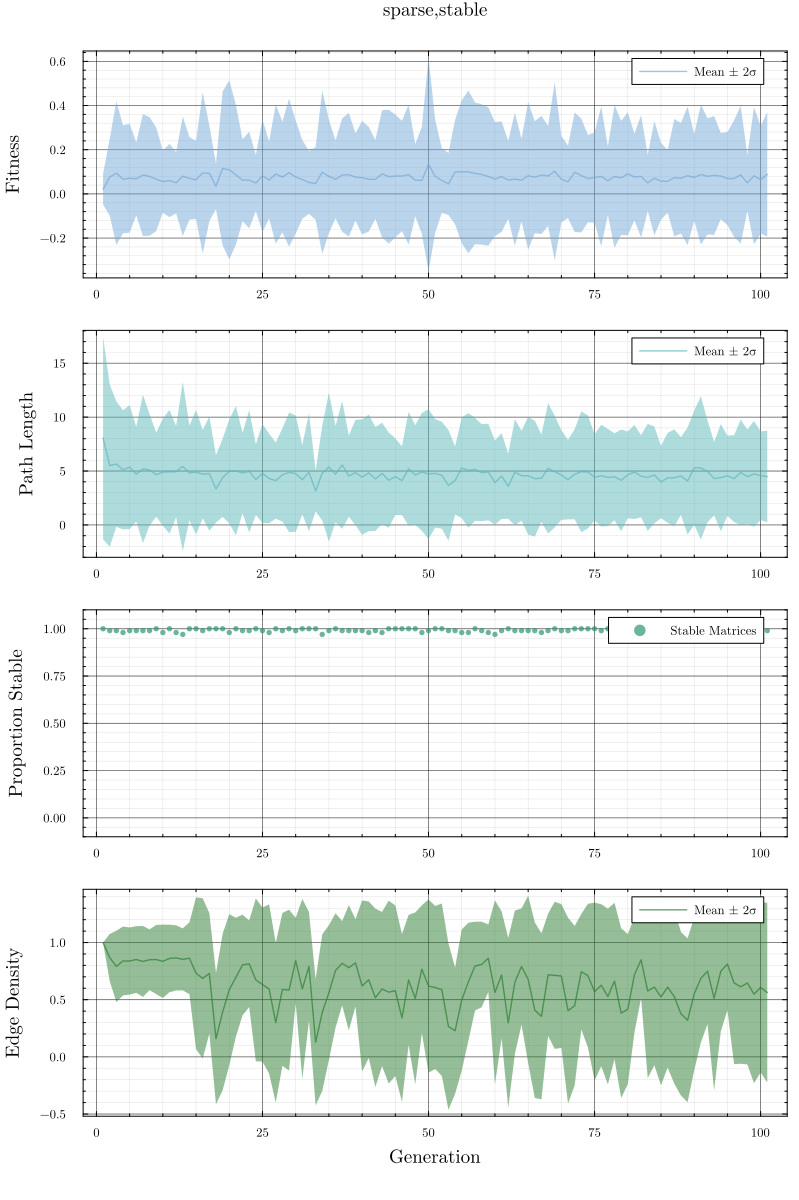 sparse,stable
Fitness
0.6
0.4
0.2
0.0
−0.2
Mean ± 2σ
0 25 50 75 100
Path Length
15
10
5
0
Mean ± 2σ
0 25 50 75 100
Proportion Stable
1.00
0.75
0.50
0.25
0.00
Stable Matrices
0 25 50 75 100
Edge Density
1.0
0.5
0.0
−0.5
Mean ± 2σ
0 25 50 75 100
Generation